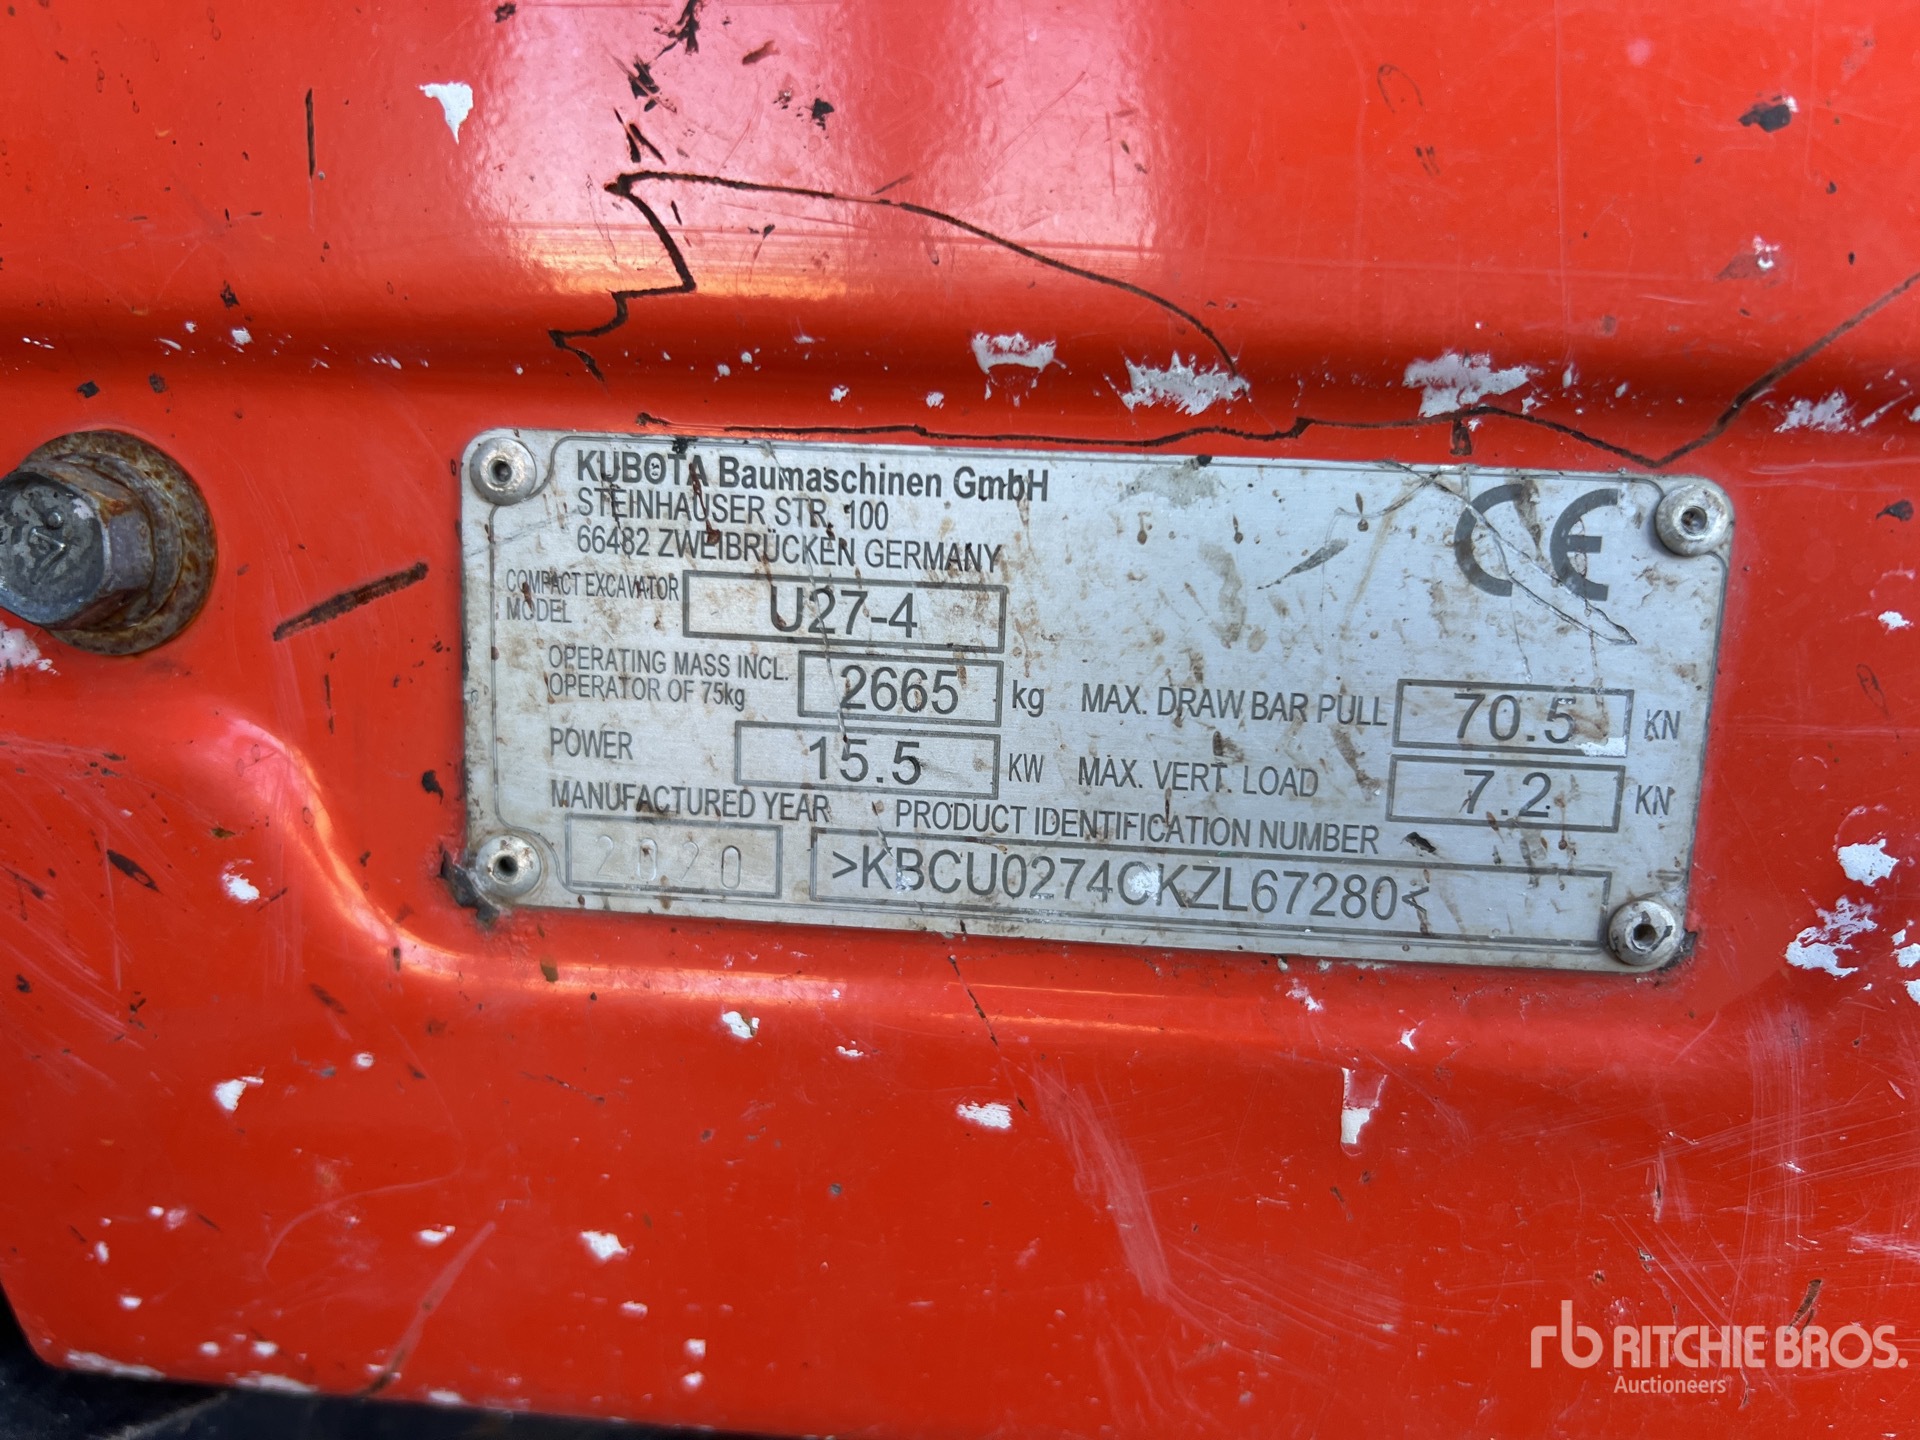 KUBOTA Baumaschinen GmbH
STEINHAUSER STR. 100
66482 ZWEIBRÜCKEN GERMANY
CE
COMPACT EXCAVATOR
MODEL
U27-4
OPERATING MASS INCL.
OPERATOR OF 75kg
2665 kg
MAX. DRAW BAR PULL 70.5 KN
POWER 15.5 KW
MAX. VERT. LOAD 7.2 KN
MANUFACTURED YEAR
2020
PRODUCT IDENTIFICATION NUMBER
>KBCU0274CKZL67280<
rb RITCHIE BROS.
Auctioneers